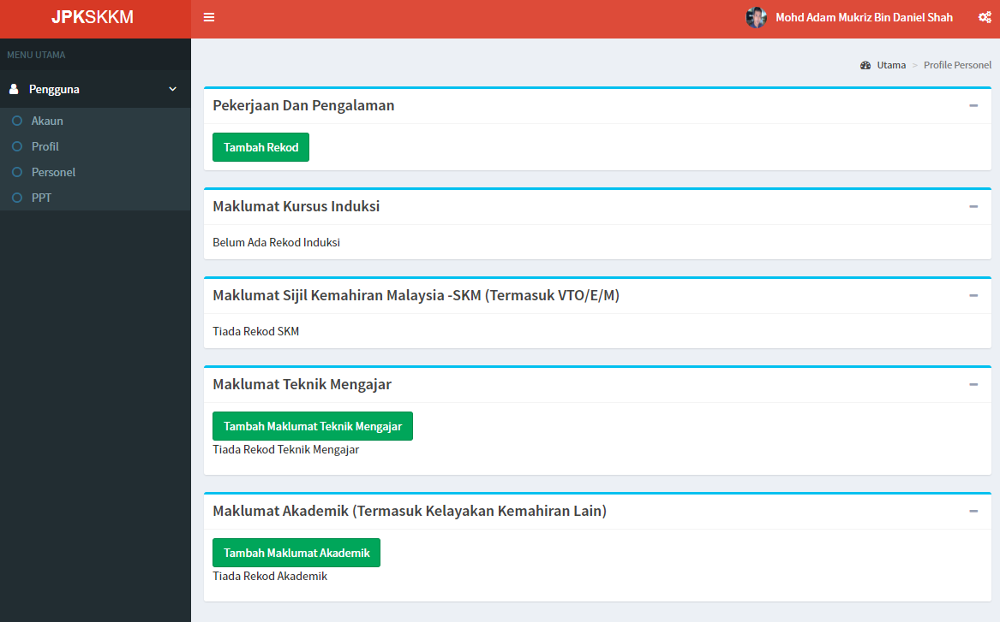 JPKSKKM
Mohd Adam Mukriz Bin Daniel Shah
MENU UTAMA
Pengguna
Akaun
Profil
Personel
PPT
Utama > Profile Personel
Pekerjaan Dan Pengalaman
Tambah Rekod
Maklumat Kursus Induksi
Belum Ada Rekod Induksi
Maklumat Sijil Kemahiran Malaysia -SKM (Termasuk VTO/E/M)
Tiada Rekod SKM
Maklumat Teknik Mengajar
Tambah Maklumat Teknik Mengajar
Tiada Rekod Teknik Mengajar
Maklumat Akademik (Termasuk Kelayakan Kemahiran Lain)
Tambah Maklumat Akademik
Tiada Rekod Akademik